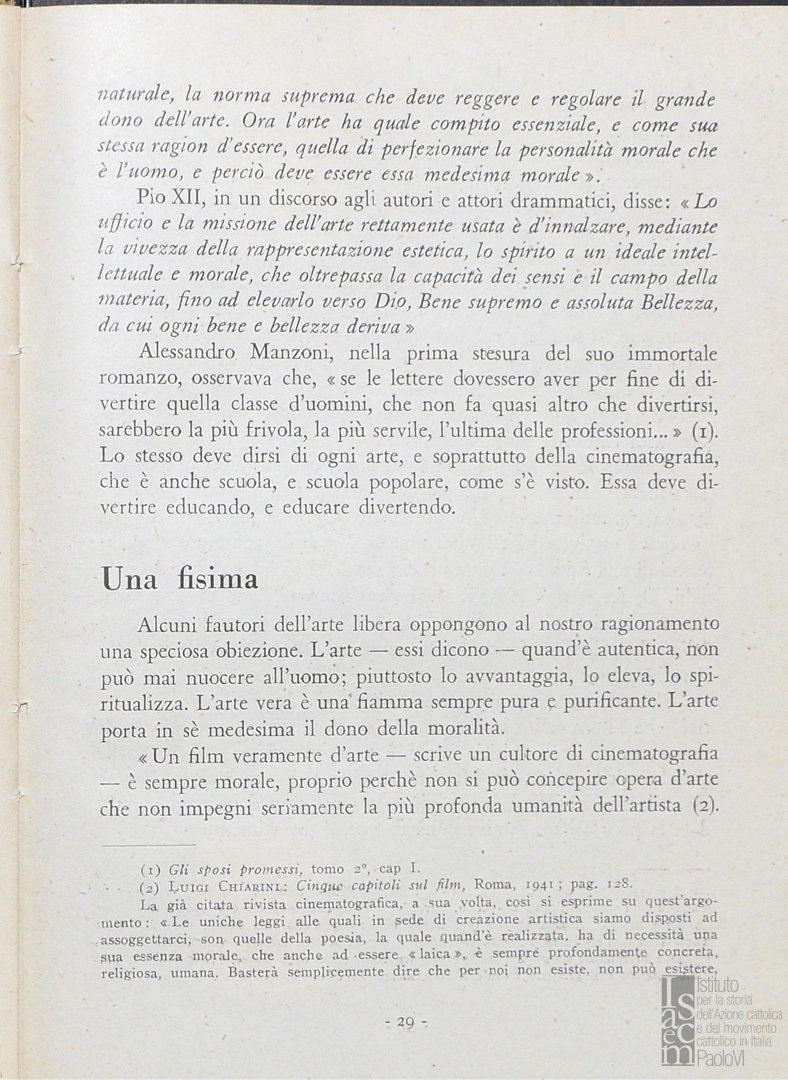 naturale, la norma suprema che deve reggere e regolare il grande
dono dell'arte. Ora l'arte ha quale compito essenziale, e come sua
stessa ragion d'essere, quella di perfezionare la personalità morale che
è l'uomo, e perciò deve essere essa medesima morale ».
Pio XII, in un discorso agli autori e attori drammatici, disse: « Lo
ufficio e la missione dell'arte rettamente usata è d'innalzare, mediante
la vivezza della rappresentazione estetica, lo spirito a un ideale intel-
lettuale e morale, che oltrepassa la capacità dei sensi e il campo della
materia, fino ad elevarlo verso Dio, Bene supremo e assoluta Bellezza,
da cui ogni bene e bellezza deriva »
Alessandro Manzoni, nella prima stesura del suo immortale
romanzo, osservava che, « se le lettere dovessero aver per fine di di-
vertire quella classe d'uomini, che non fa quasi altro che divertirsi,
sarebbero la più frivola, la più servile, l'ultima delle professioni... » (1).
Lo stesso deve dirsi di ogni arte, e soprattutto della cinematografia,
che è anche scuola, e scuola popolare, come s'è visto. Essa deve di-
vertire educando, e educare divertendo.
Una fisima
Alcuni fautori dell'arte libera oppongono al nostro ragionamento
una speciosa obiezione. L'arte — essi dicono — quand'è autentica, non
può mai nuocere all'uomo; piuttosto lo avvantaggia, lo eleva, lo spi-
ritualizza. L'arte vera è una fiamma sempre pura e purificante. L'arte
porta in sè medesima il dono della moralità.
« Un film veramente d'arte — scrive un cultore di cinematografia
— è sempre morale, proprio perchè non si può concepire opera d'arte
che non impegni seriamente la più profonda umanità dell'artista (2).
(1) Gli sposi promessi, tomo 2º, cap I.
(2) LUIGI CHIARINI: Cinque capitoli sul film, Roma, 1941; pag. 128.
La già citata rivista cinematografica, a sua volta, così si esprime su quest'argo-
mento: « Le uniche leggi alle quali in sede di creazione artistica siamo disposti ad
assoggettarci, son quelle della poesia, la quale quand'è realizzata, ha di necessità una
sua essenza morale, che anche ad essere « laica », è sempre profondamente concreta,
religiosa, umana. Basterà semplicemente dire che per noi non esiste, non può esistere,
- 29 -
Isacem
Istituto
per la storia
dell'Azione cattolica
e del movimento
cattolico in Italia
PaoloVI